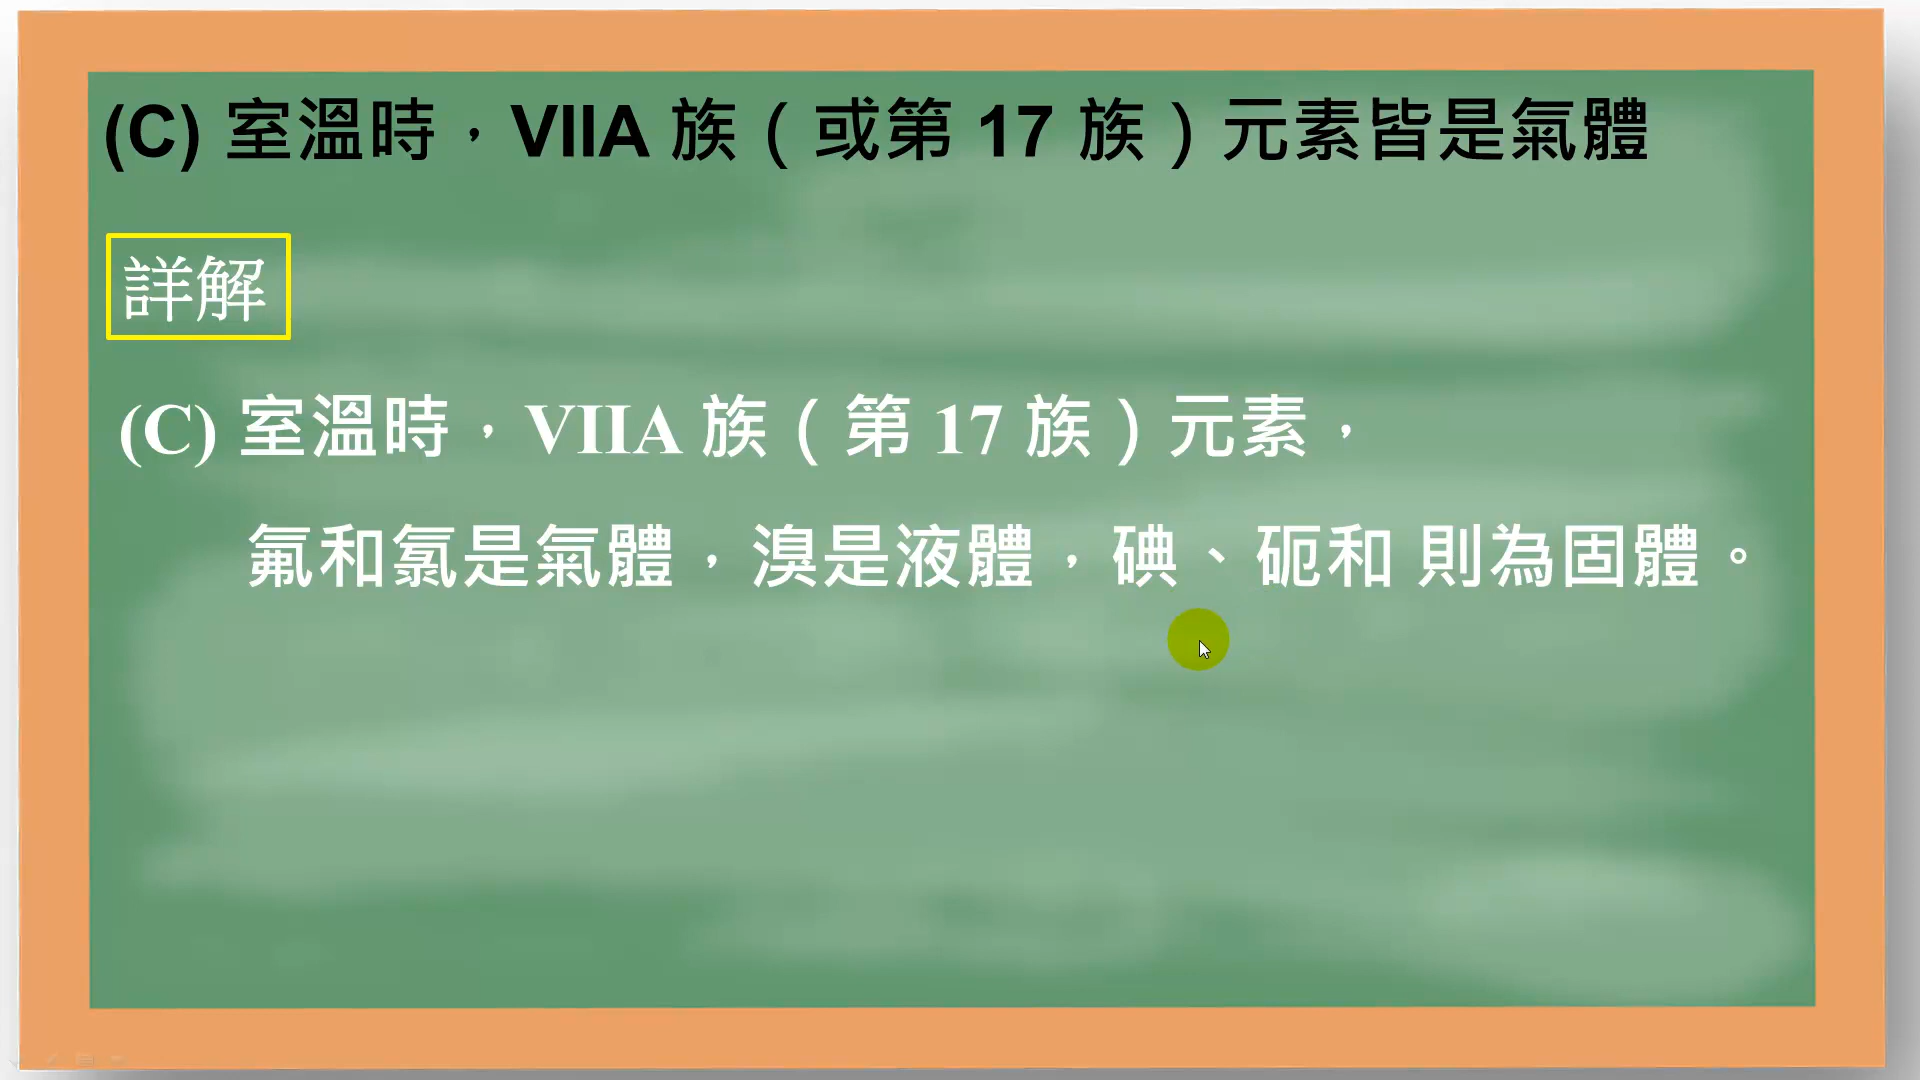 (C) 室溫時，VIIA 族（或第 17 族）元素皆是氣體
詳解
(C) 室溫時，VIIA 族（第 17 族）元素，
氟和氯是氣體，溴是液體，碘、砈和 則為固體。